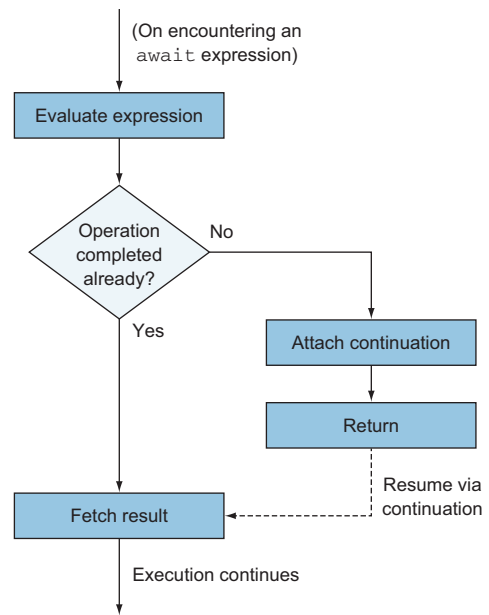 (On encountering an
await expression)
Evaluate expression
Operation
completed
already?
No
Yes
Attach continuation
Return
Resume via
continuation
Fetch result
Execution continues